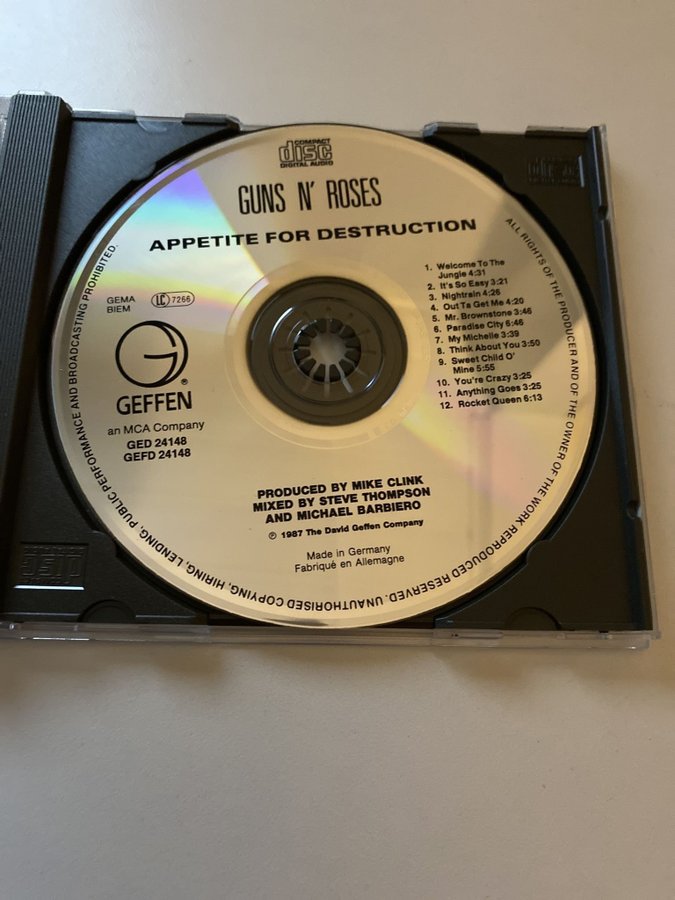 COMPACT
disc
DIGITAL AUDIO
GUNS N' ROSES
APPETITE FOR DESTRUCTION
GEMA
BIEM
LC 7266
GEFFEN
®
an MCA Company
GED 24148
GEFD 24148
1. Welcome To The
Jungle 4:31
2. It's So Easy 3:21
3. Nightrain 4:26
4. Out Ta Get Me 4:20
5. Mr. Brownstone 3:46
6. Paradise City 6:46
7. My Michelle 3:39
8. Think About You 3:50
9. Sweet Child O'
Mine 5:55
10. You're Crazy 3:25
11. Anything Goes 3:25
12. Rocket Queen 6:13
PRODUCED BY MIKE CLINK
MIXED BY STEVE THOMPSON
AND MICHAEL BARBIERO
℗ 1987 The David Geffen Company
Made in Germany
Fabriqué en Allemagne
ALL RIGHTS OF THE PRODUCER AND OF THE OWNER OF THE WORK REPRODUCED RESERVED. UNAUTHORISED COPYING, HIRING, LENDING, PUBLIC PERFORMANCE AND BROADCASTING PROHIBITED.